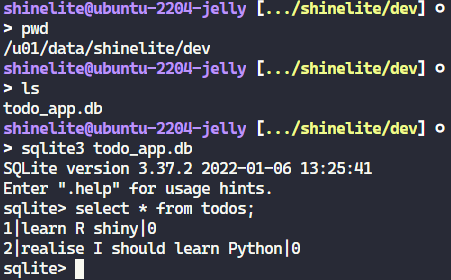 shinelite@ubuntu-2204-jelly [.../shinelite/dev] o
> pwd
/u01/data/shinelite/dev
shinelite@ubuntu-2204-jelly [.../shinelite/dev] o
> ls
todo_app.db
shinelite@ubuntu-2204-jelly [.../shinelite/dev] o
> sqlite3 todo_app.db
SQLite version 3.37.2 2022-01-06 13:25:41
Enter ".help" for usage hints.
sqlite> select * from todos;
1|learn R shiny|0
2|realise I should learn Python|0
sqlite>